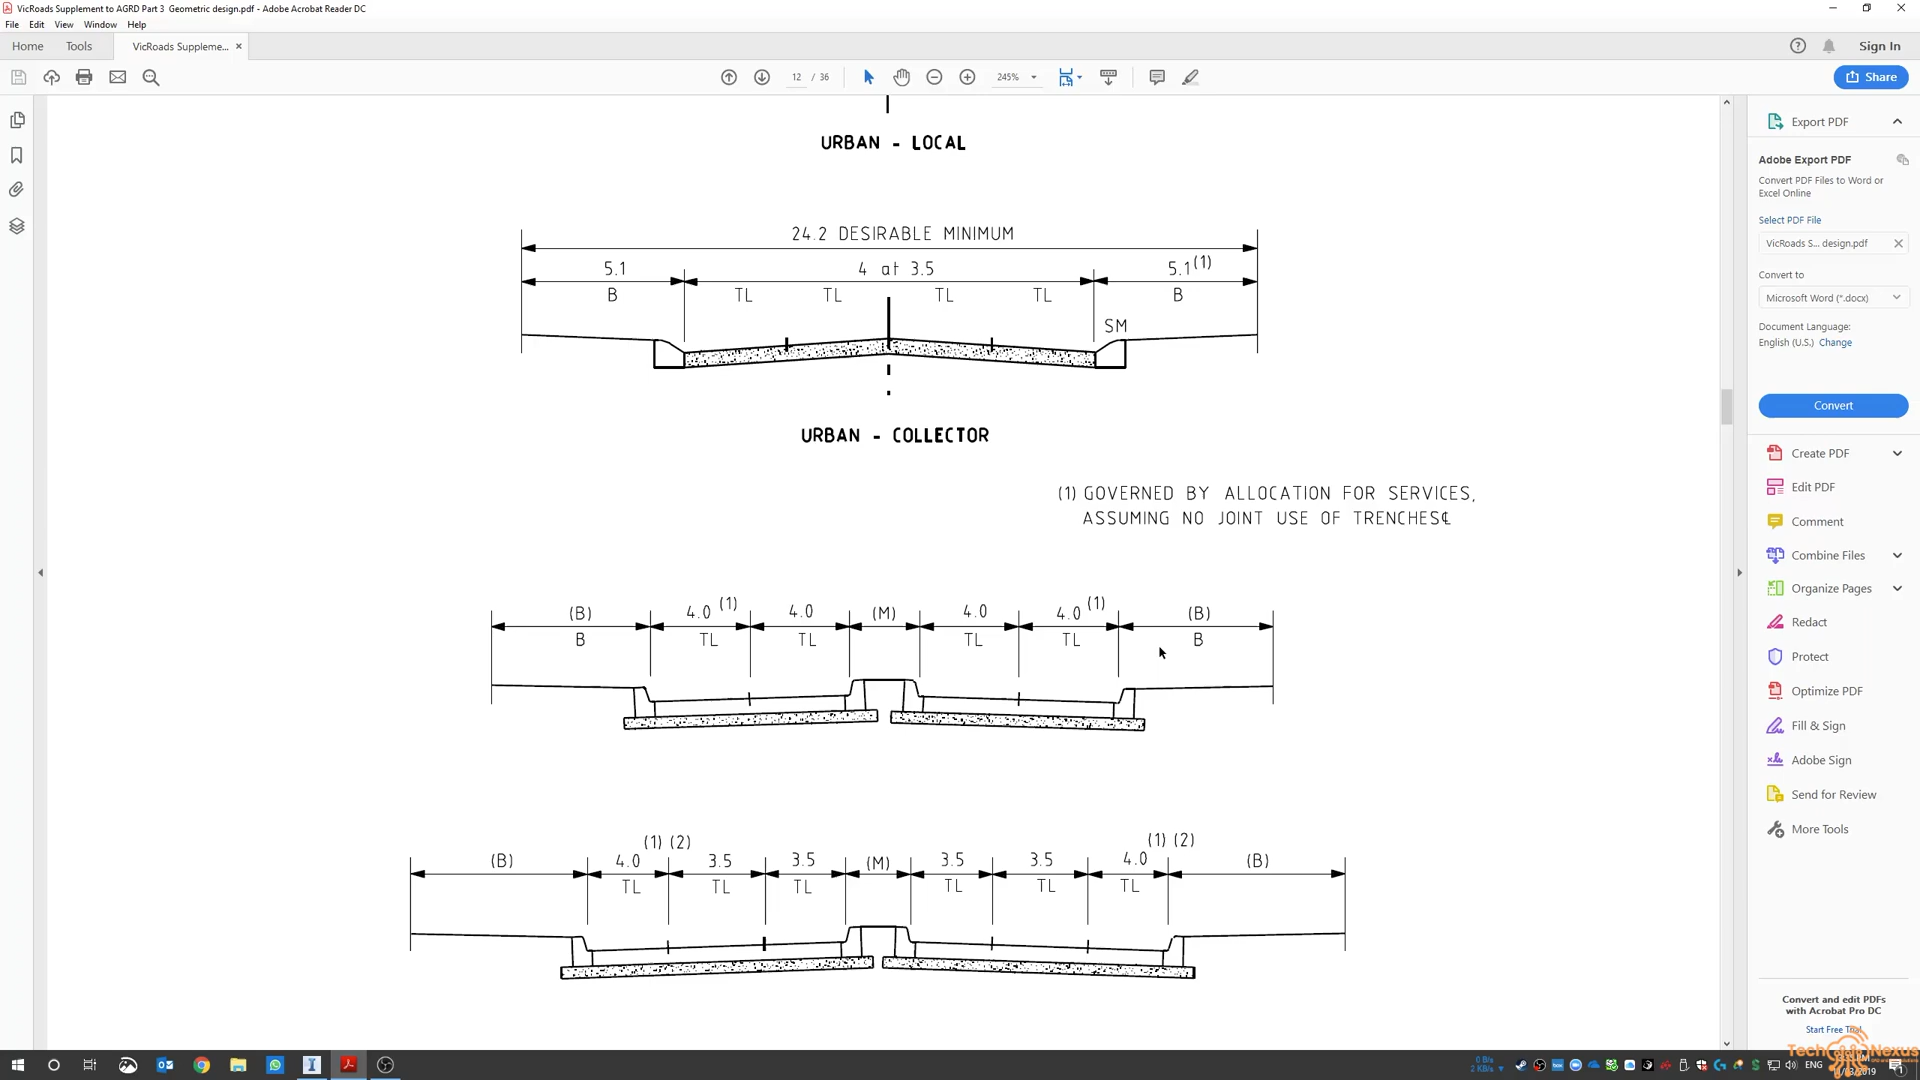 VicRoads Supplement to AGRD Part 3  Geometric design.pdf - Adobe Acrobat Reader DC
File Edit View Window Help
Home Tools VicRoads Suppleme... ×
Sign In
12 / 36
245%
Share
URBAN - LOCAL
24.2 DESIRABLE MINIMUM
5.1 4 at 3.5 5.1(1)
B TL TL TL TL B
SM
URBAN - COLLECTOR
(1) GOVERNED BY ALLOCATION FOR SERVICES,
ASSUMING NO JOINT USE OF TRENCHES℄
(B) 4.0 (1) 4.0 (M) 4.0 4.0 (1) (B)
B TL TL TL TL B
(1) (2) (1) (2)
(B) 4.0 3.5 3.5 (M) 3.5 3.5 4.0 (B)
TL TL TL TL TL TL
Export PDF
Adobe Export PDF
Convert PDF Files to Word or
Excel Online
Select PDF File
VicRoads S... design.pdf
Convert to
Microsoft Word (*.docx)
Document Language:
English (U.S.) Change
Convert
Create PDF
Edit PDF
Comment
Combine Files
Organize Pages
Redact
Protect
Optimize PDF
Fill & Sign
Adobe Sign
Send for Review
More Tools
Convert and edit PDFs
with Acrobat Pro DC
Start Free Trial
0 B/s
2 KB/s
ENG
Tech Nexus